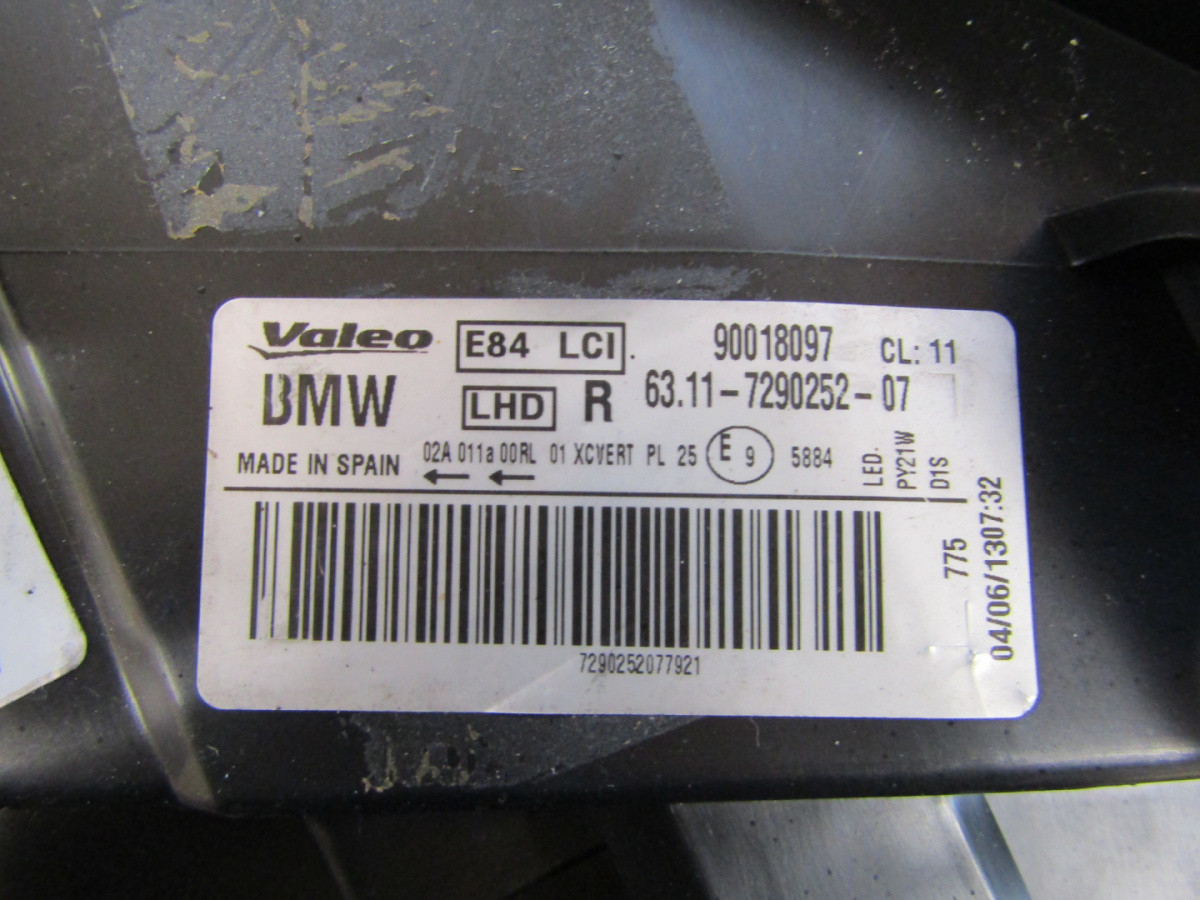 Valeo E84 LCI. 90018097 CL: 11
BMW LHD R 63.11-7290252-07
MADE IN SPAIN 02A 011a 00RL 01 XCVERT PL 25 E 9 5884
LED
PY21W
D1S
775
04/06/1307:32
7290252077921